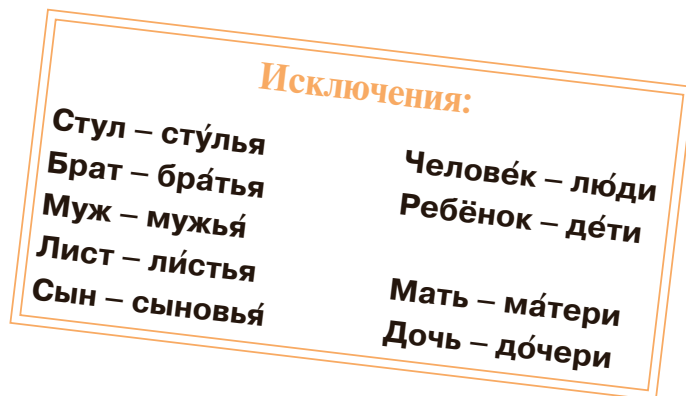 Исключения:
Стул – сту́лья
Брат – бра́тья
Муж – мужья́
Лист – ли́стья
Сын – сыновья́
Челове́к – лю́ди
Ребёнок – де́ти
Мать – ма́тери
Дочь – до́чери